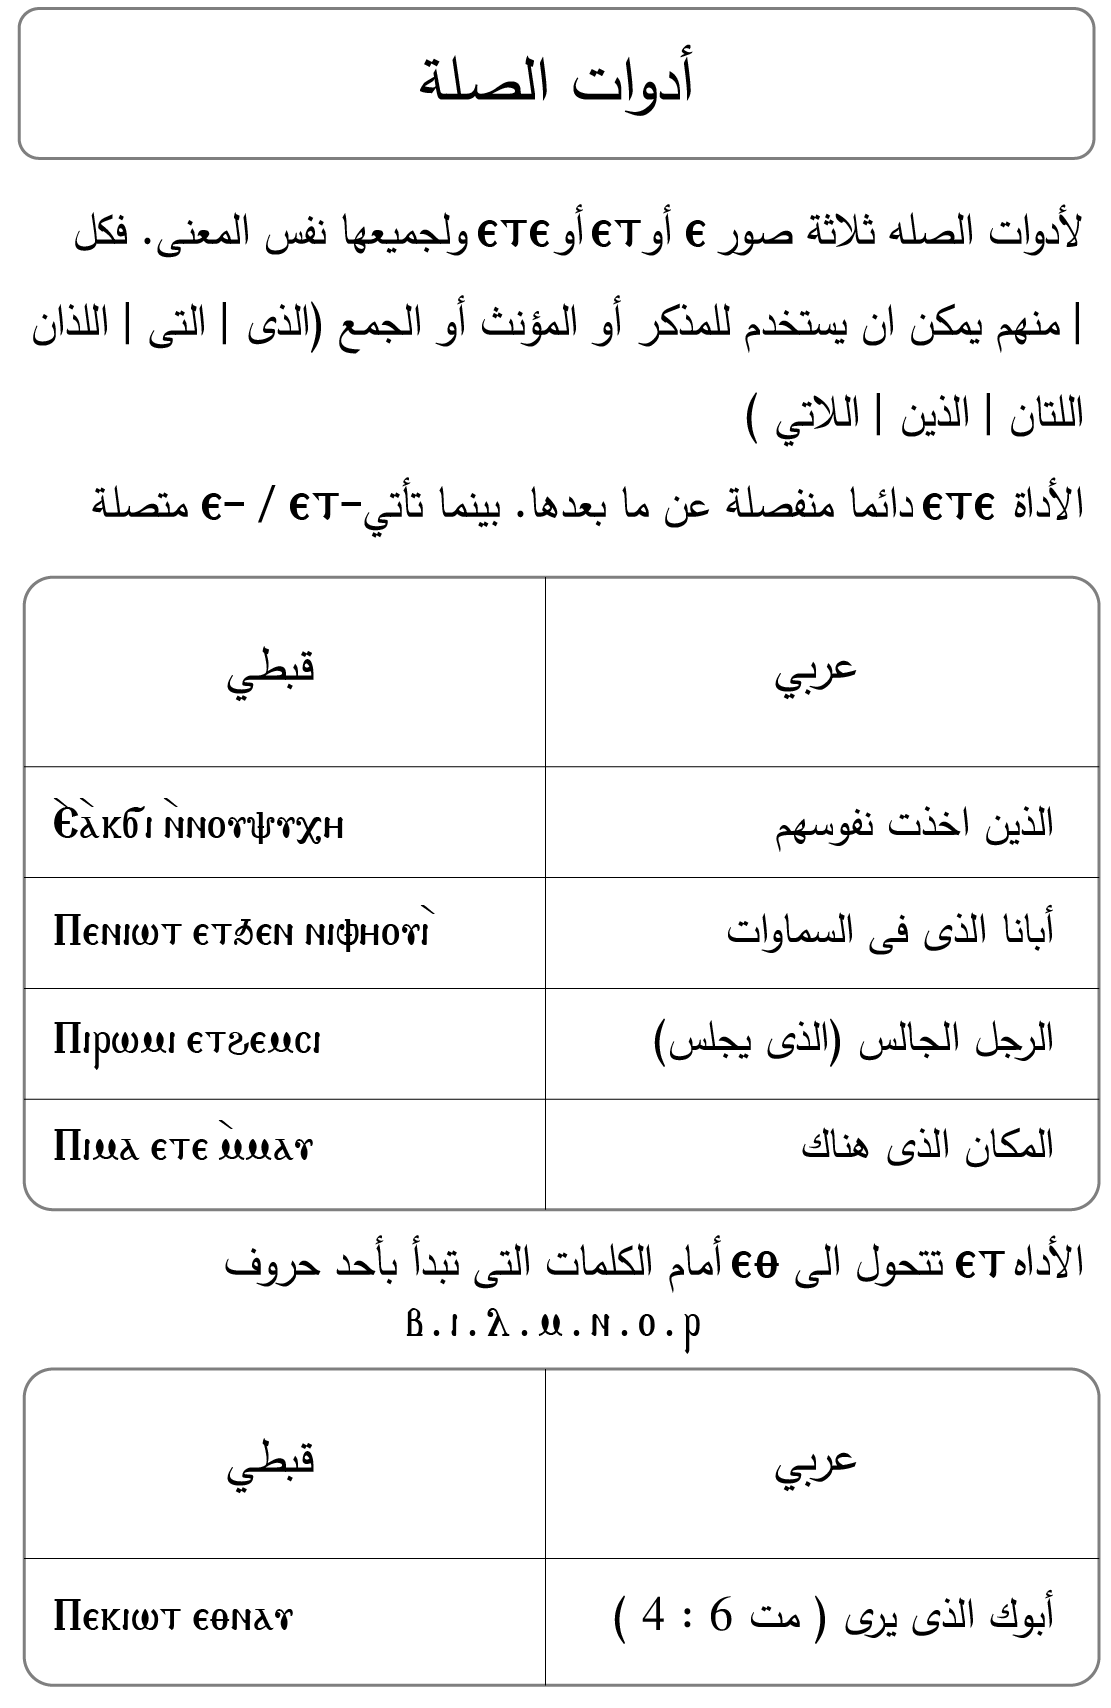 أدوات الصلة
لأدوات الصله ثلاثة صور ⲉ أو ⲉⲧ أو ⲉⲧⲉ ولجميعها نفس المعنى. فكل
منهم يمكن ان يستخدم للمذكر أو المؤنث أو الجمع (الذى | التى | اللذان |
اللتان | الذين | اللاتي )
الأداة ⲉⲧⲉ دائما منفصلة عن ما بعدها. بينما تأتي ⲉⲧ- / ⲉ- متصلة
عربي	قبطي
الذين اخذت نفوسهم	Ⲉ̀ⲁ̀ⲕϭⲓ ⲛ̀ⲛⲟⲩⲯⲩⲭⲏ
أبانا الذى فى السماوات	Ⲡⲉⲛⲓⲱⲧ ⲉⲧϧⲉⲛ ⲛⲓⲫⲏⲟⲩⲓ̀
الرجل الجالس (الذى يجلس)	Ⲡⲓⲣⲱⲙⲓ ⲉⲧϩⲉⲙⲥⲓ
المكان الذى هناك	Ⲡⲓⲙⲁ ⲉⲧⲉ ⲙ̀ⲙⲁⲩ
الأداه ⲉⲧ تتحول الى ⲉⲑ أمام الكلمات التى تبدأ بأحد حروف
ⲃ . ⲓ . ⲗ . ⲙ . ⲛ . ⲟ . ⲣ
عربي	قبطي
أبوك الذى يرى ( مت 6 : 4 )	Ⲡⲉⲕⲓⲱⲧ ⲉⲑⲛⲁⲩ